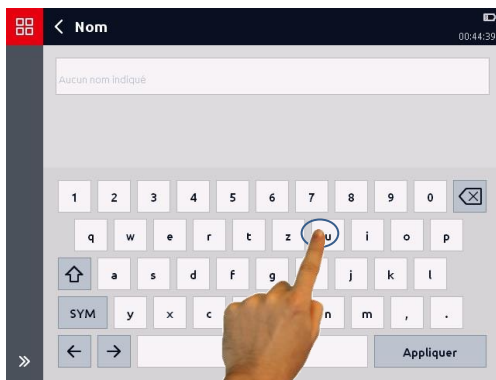 Nom
00:44:39
Aucun nom indiqué
1 2 3 4 5 6 7 8 9 0
q w e r t z u i o p
a s d f g j k l
SYM y x c n m , .
Appliquer